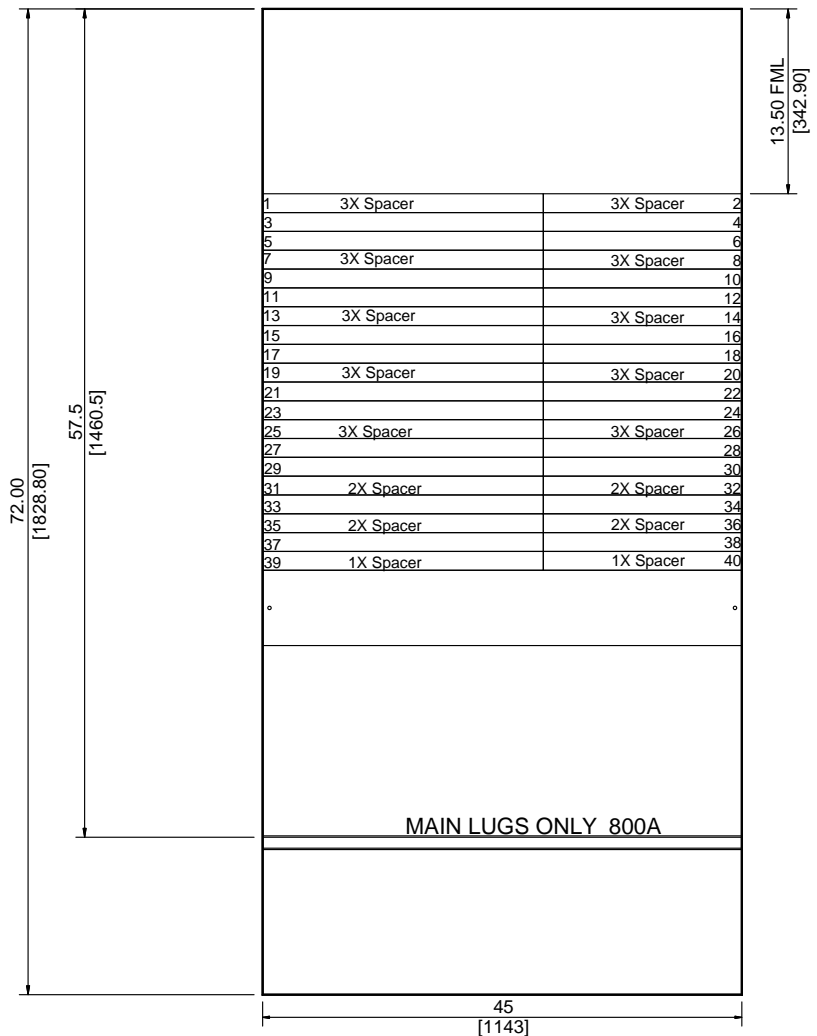 13.50 FML
[342.90]
1 3X Spacer 3X Spacer 2
3 4
5 6
7 3X Spacer 3X Spacer 8
9 10
11 12
13 3X Spacer 3X Spacer 14
15 16
17 18
19 3X Spacer 3X Spacer 20
21 22
23 24
25 3X Spacer 3X Spacer 26
27 28
29 30
31 2X Spacer 2X Spacer 32
33 34
35 2X Spacer 2X Spacer 36
37 38
39 1X Spacer 1X Spacer 40
57.5
[1460.5]
72.00
[1828.80]
MAIN LUGS ONLY 800A
45
[1143]